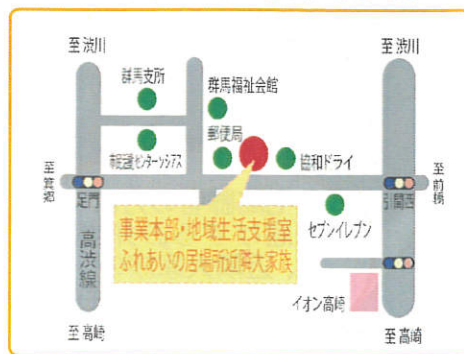 至渋川
至渋川
群馬支所
群馬福祉会館
郵便局
協和ドライ
至箕郷
足門
引間西
至前橋
事業本部・地域生活支援室
ふれあいの居場所近隣大家族
セブンイレブン
高渋線
イオン高崎
至高崎
至高崎